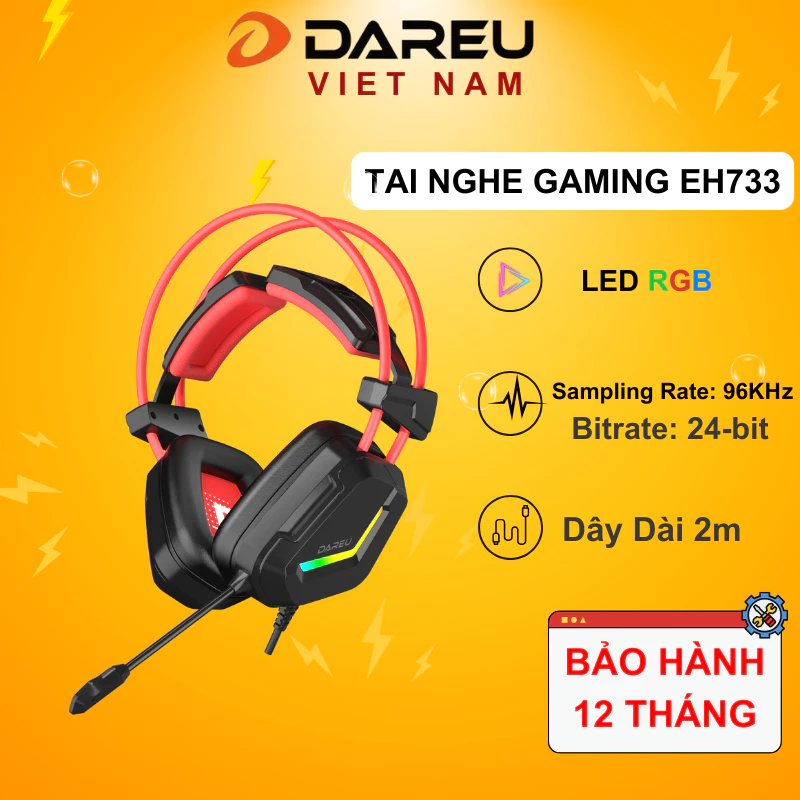 DAREU
VIET NAM
TAI NGHE GAMING EH733
LED RGB
Sampling Rate: 96KHz
Bitrate: 24-bit
Dây Dài 2m
DAREU
BẢO HÀNH
12 THÁNG